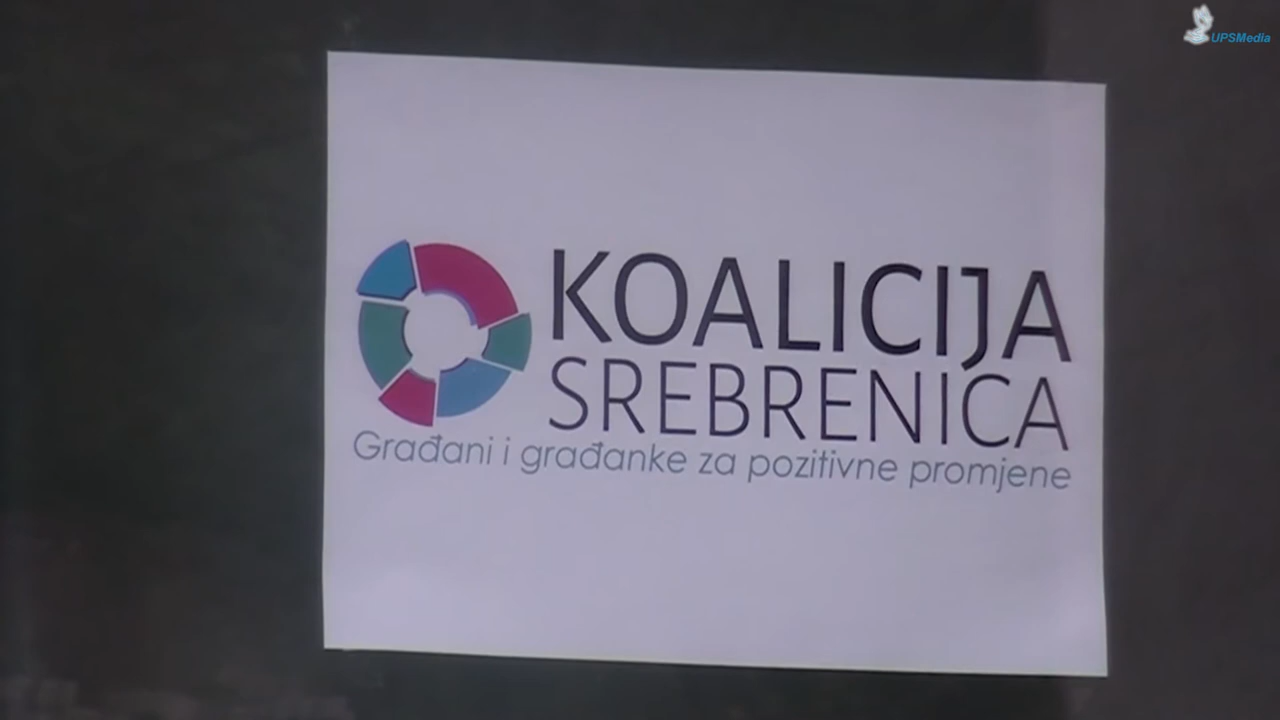 UPSMedia
KOALICIJA
SREBRENICA
Građani i građanke za pozitivne promjene